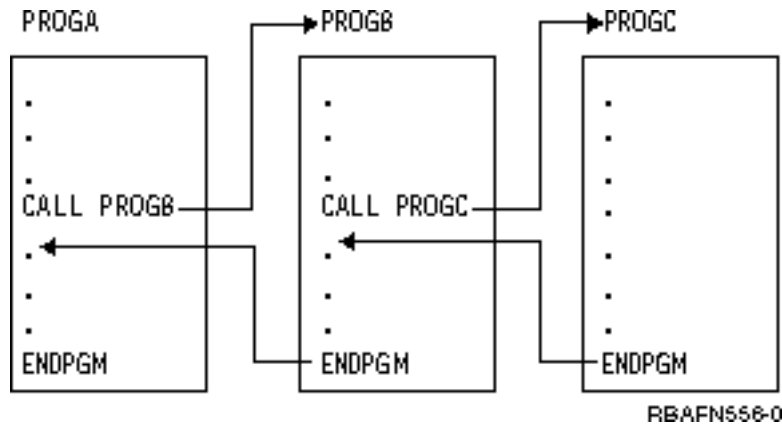 PROGA
PROGB
PROGC
.
.
.
CALL PROGB
.
.
.
ENDPGM
.
.
.
CALL PROGC
.
.
.
ENDPGM
.
.
.
.
.
.
.
ENDPGM
RBAFN556-0